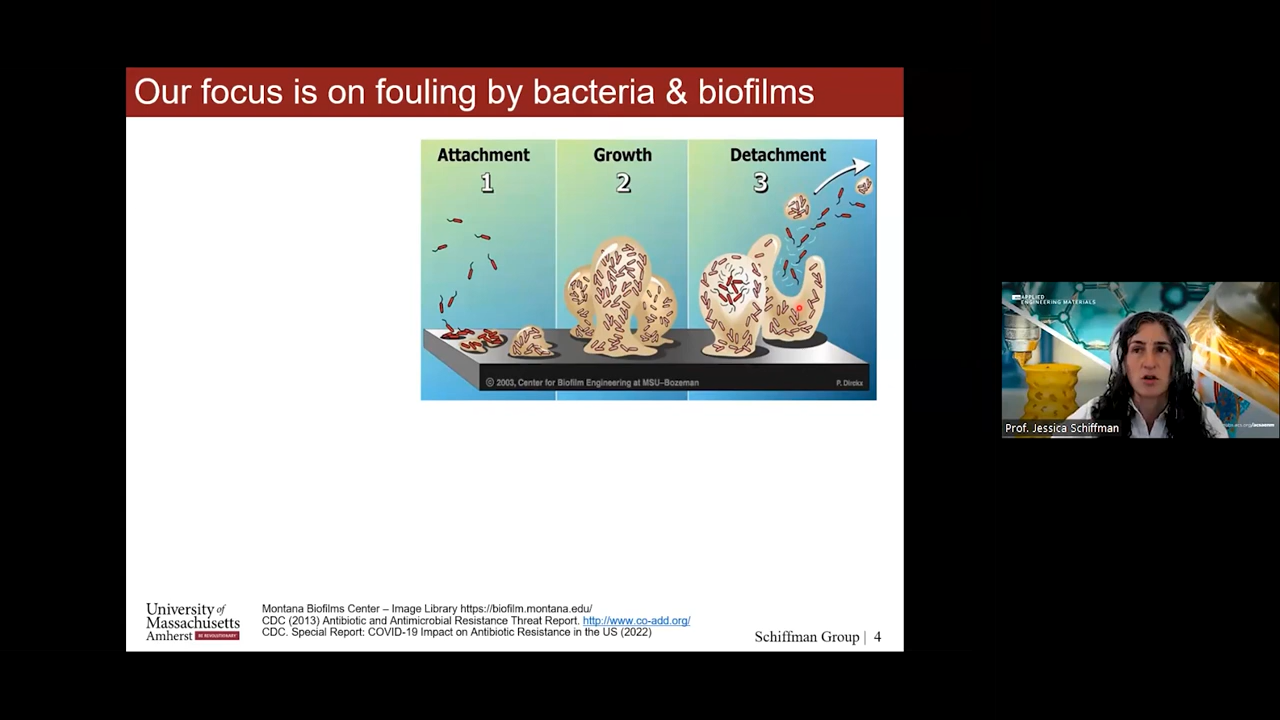 Our focus is on fouling by bacteria & biofilms
Attachment
1
Growth
2
Detachment
3
© 2003, Center for Biofilm Engineering at MSU–Bozeman
P. Dirckx
University of
Massachusetts
Amherst BE REVOLUTIONARY
Montana Biofilms Center – Image Library https://biofilm.montana.edu/
CDC (2013) Antibiotic and Antimicrobial Resistance Threat Report. http://www.co-add.org/
CDC. Special Report: COVID-19 Impact on Antibiotic Resistance in the US (2022)
Schiffman Group | 4
APPLIED
ENGINEERING MATERIALS
Prof. Jessica Schiffman